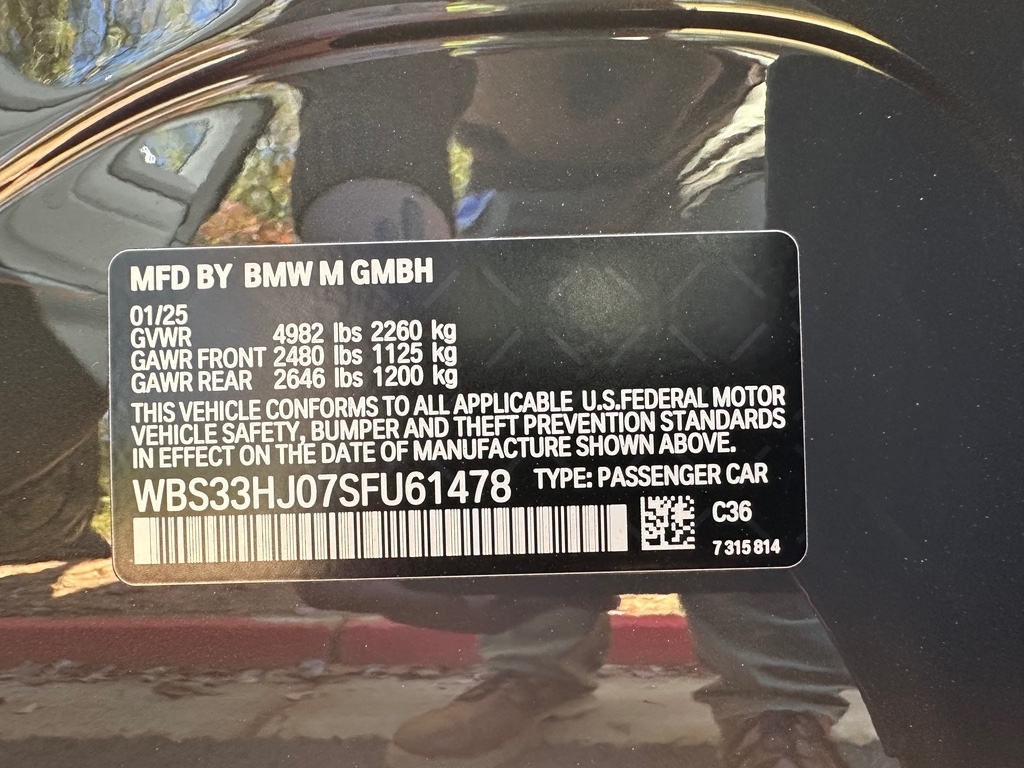 MFD BY BMW M GMBH
01/25
GVWR 4982 lbs 2260 kg
GAWR FRONT 2480 lbs 1125 kg
GAWR REAR 2646 lbs 1200 kg
THIS VEHICLE CONFORMS TO ALL APPLICABLE U.S.FEDERAL MOTOR
VEHICLE SAFETY, BUMPER AND THEFT PREVENTION STANDARDS
IN EFFECT ON THE DATE OF MANUFACTURE SHOWN ABOVE.
WBS33HJ07SFU61478 TYPE: PASSENGER CAR
C36
7 315 814